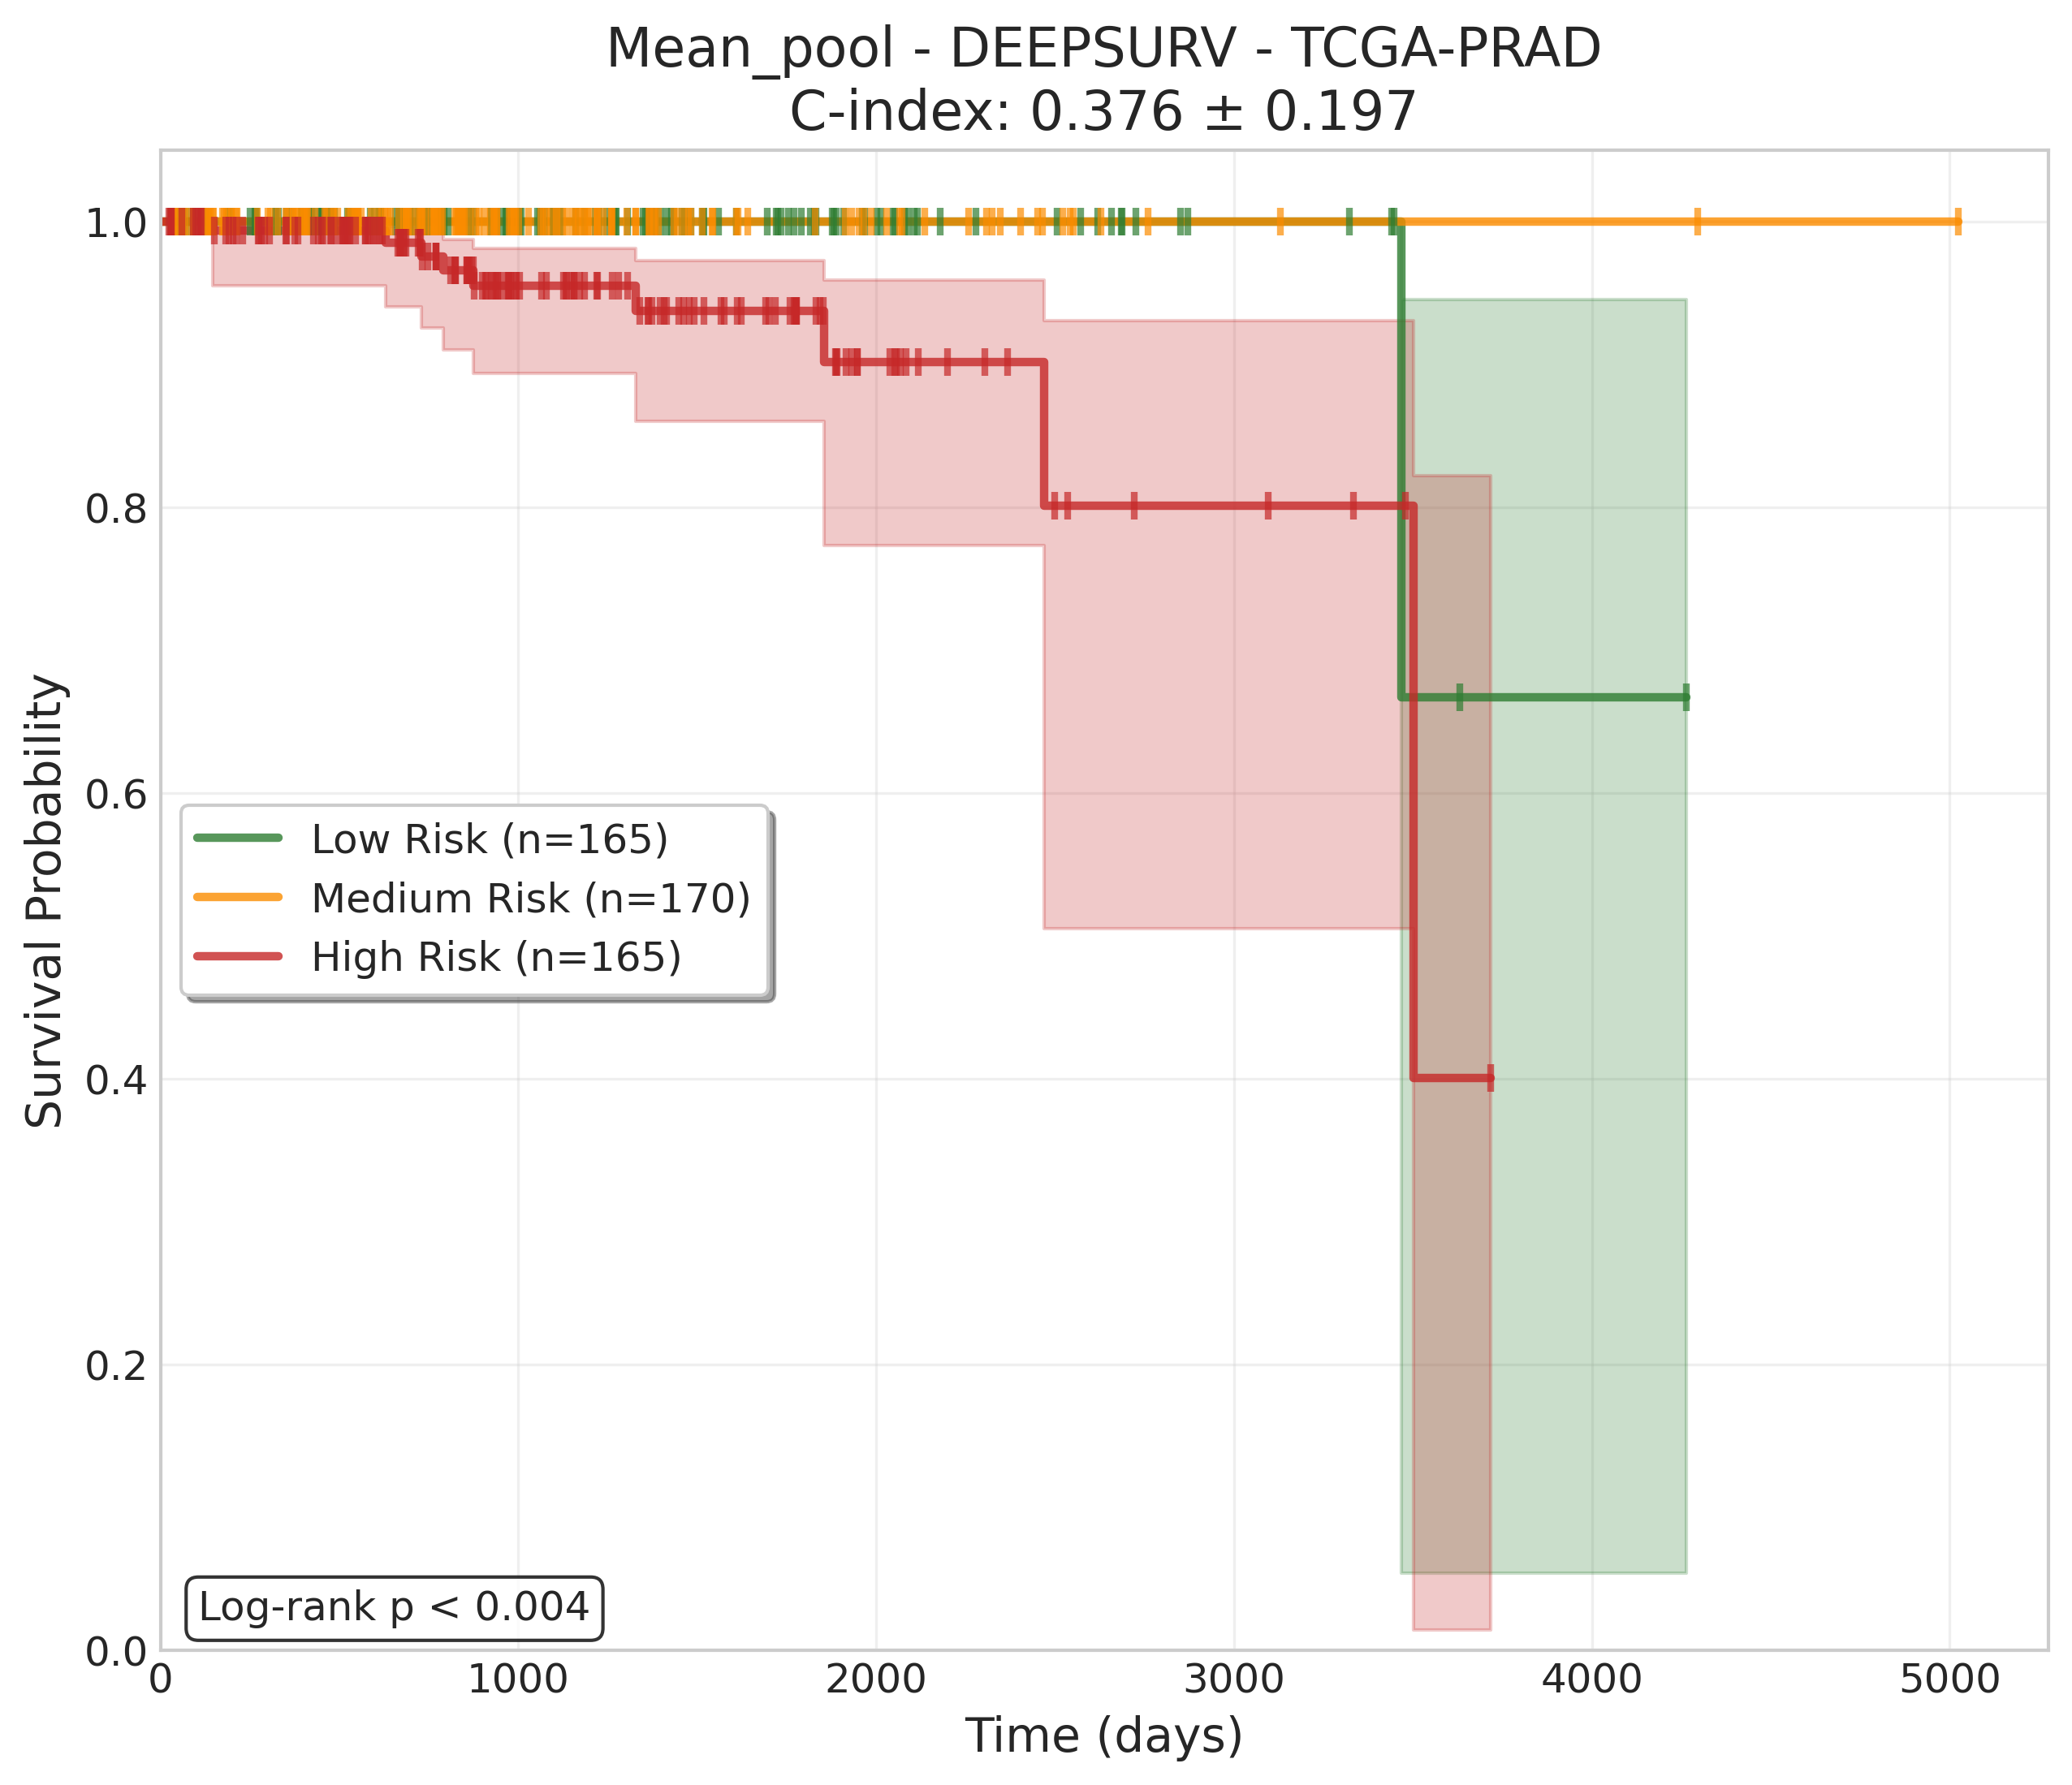 Mean_pool - DEEPSURV - TCGA-PRAD
C-index: 0.376 ± 0.197
Survival Probability
1.0
0.8
0.6
0.4
0.2
0.0
Low Risk (n=165)
Medium Risk (n=170)
High Risk (n=165)
Log-rank p < 0.004
0
1000
2000
3000
4000
5000
Time (days)